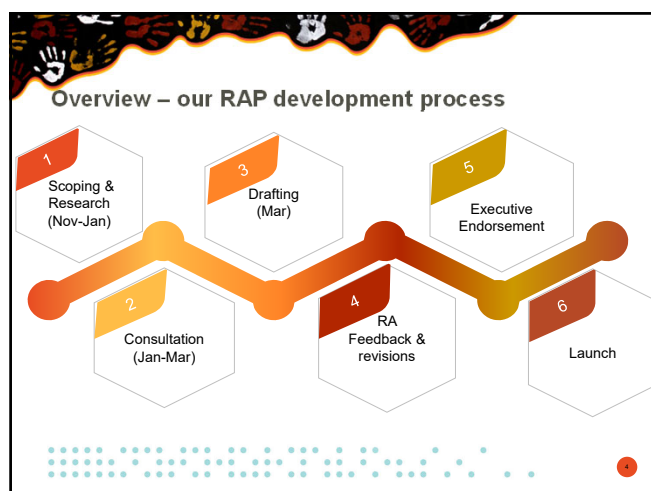 Overview – our RAP development process
1
Scoping &
Research
(Nov-Jan)
2
Consultation
(Jan-Mar)
3
Drafting
(Mar)
4
RA
Feedback &
revisions
5
Executive
Endorsement
6
Launch
4